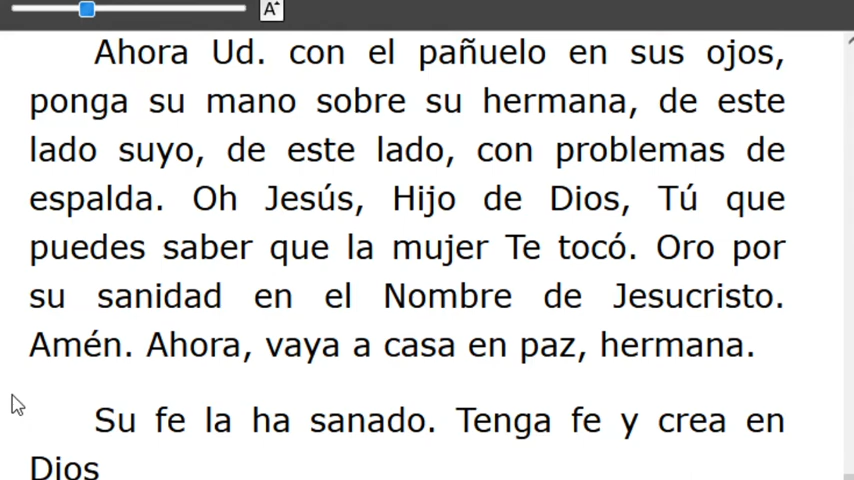 A
Ahora Ud. con el pañuelo en sus ojos,
ponga su mano sobre su hermana, de este
lado suyo, de este lado, con problemas de
espalda. Oh Jesús, Hijo de Dios, Tú que
puedes saber que la mujer Te tocó. Oro por
su sanidad en el Nombre de Jesucristo.
Amén. Ahora, vaya a casa en paz, hermana.
Su fe la ha sanado. Tenga fe y crea en
Dios